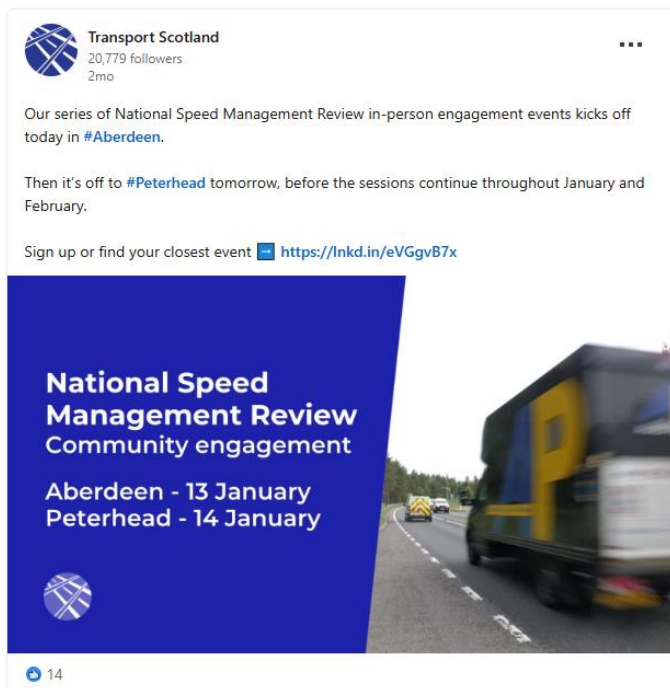 Transport Scotland
20,779 followers
2mo
Our series of National Speed Management Review in-person engagement events kicks off
today in #Aberdeen.
Then it's off to #Peterhead tomorrow, before the sessions continue throughout January and
February.
Sign up or find your closest event ➡ https://lnkd.in/eVGgvB7x
National Speed
Management Review
Community engagement
Aberdeen - 13 January
Peterhead - 14 January
14